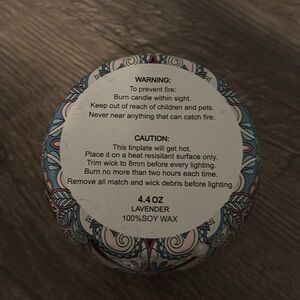 WARNING:
To prevent fire:
Burn candle within sight.
Keep out of reach of children and pets.
Never near anything that can catch fire.
CAUTION:
This tinplate will get hot.
Place it on a heat resisitant surface only.
Trim wick to 8mm before every lighting.
Burn no more than two hours each time.
Remove all match and wick debris before lighting.
4.4 OZ
LAVENDER
100%SOY WAX